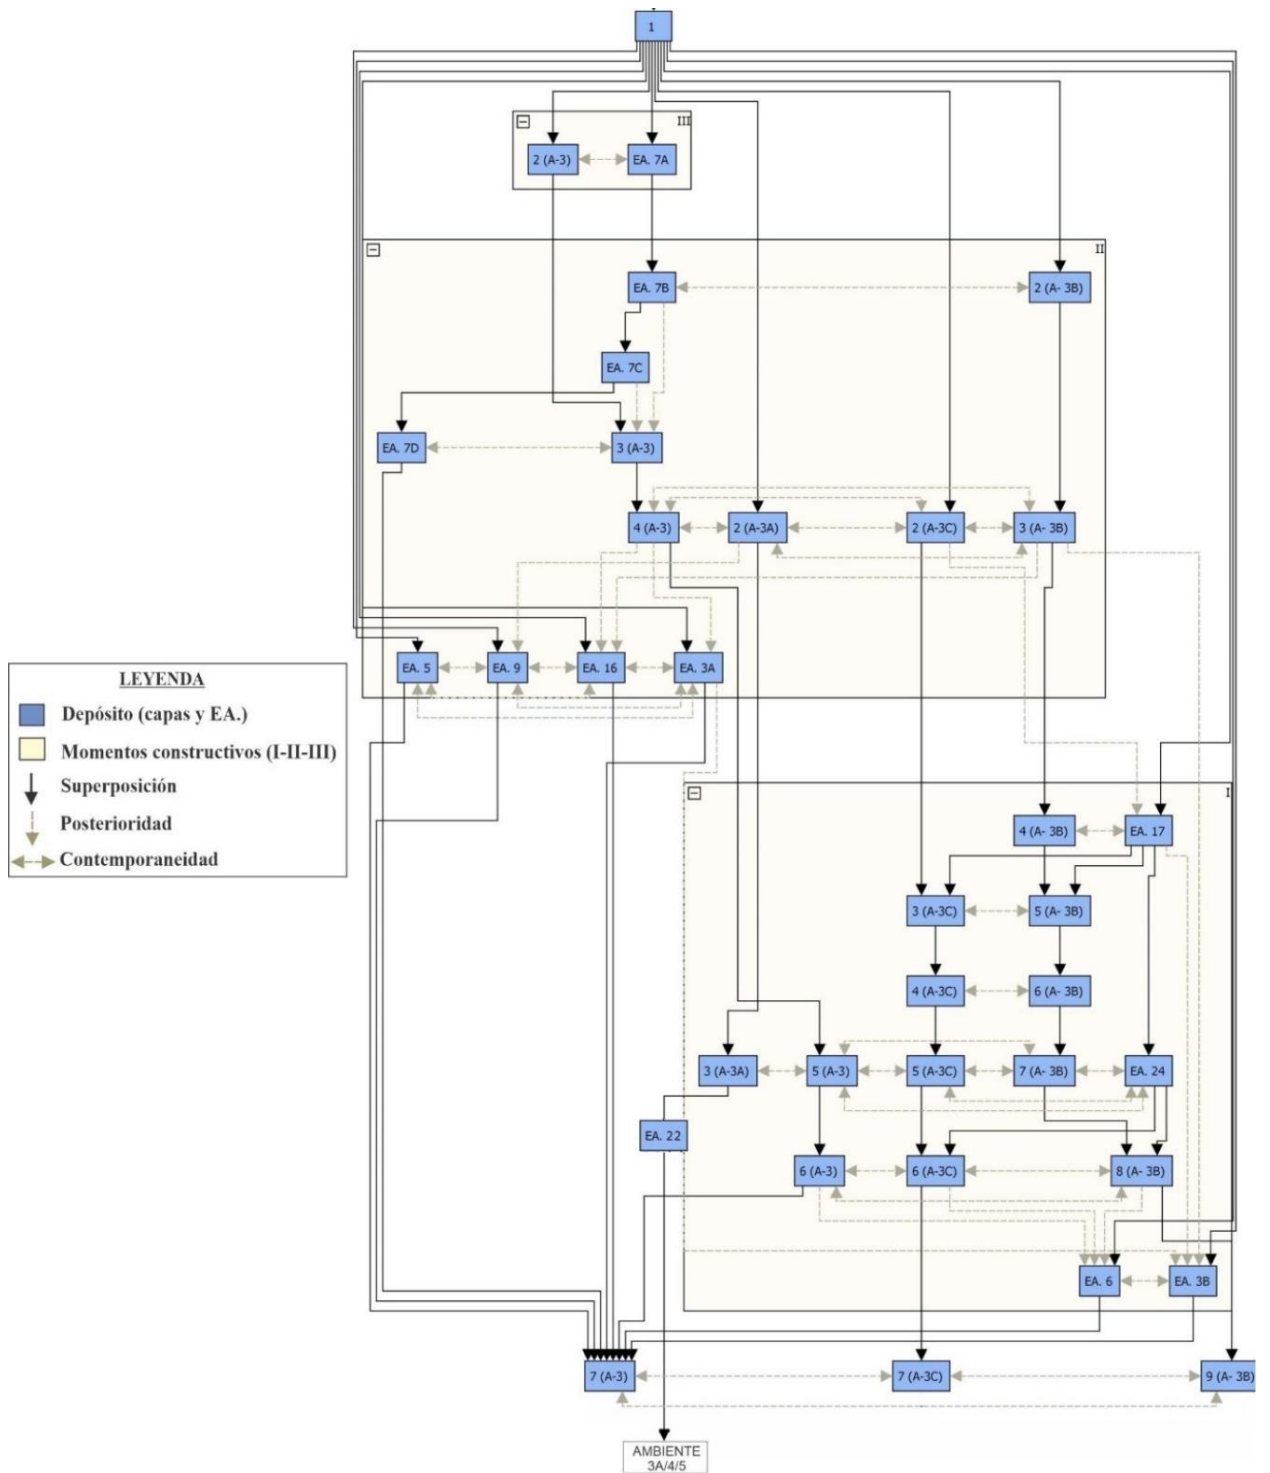 1
III
2 (A-3)
EA. 7A
II
EA. 7B
2 (A- 3B)
EA. 7C
EA. 7D
3 (A-3)
4 (A-3)
2 (A-3A)
2 (A-3C)
3 (A- 3B)
EA. 5
EA. 9
EA. 16
EA. 3A
LEYENDA
Depósito (capas y EA.)
Momentos constructivos (I-II-III)
Superposición
Posterioridad
Contemporaneidad
I
4 (A- 3B)
EA. 17
3 (A-3C)
5 (A- 3B)
4 (A-3C)
6 (A- 3B)
3 (A-3A)
5 (A-3)
5 (A-3C)
7 (A- 3B)
EA. 24
EA. 22
6 (A-3)
6 (A-3C)
8 (A- 3B)
EA. 6
EA. 3B
7 (A-3)
7 (A-3C)
9 (A- 3B)
AMBIENTE
3A/4/5